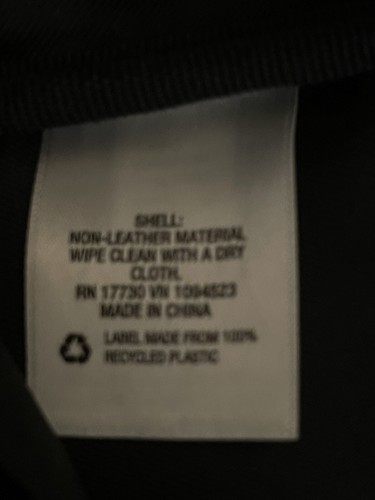 SHELL:
NON-LEATHER MATERIAL
WIPE CLEAN WITH A DRY
CLOTH.
RN 17730 VN 1094523
MADE IN CHINA
LABEL MADE FROM 100%
RECYCLED PLASTIC